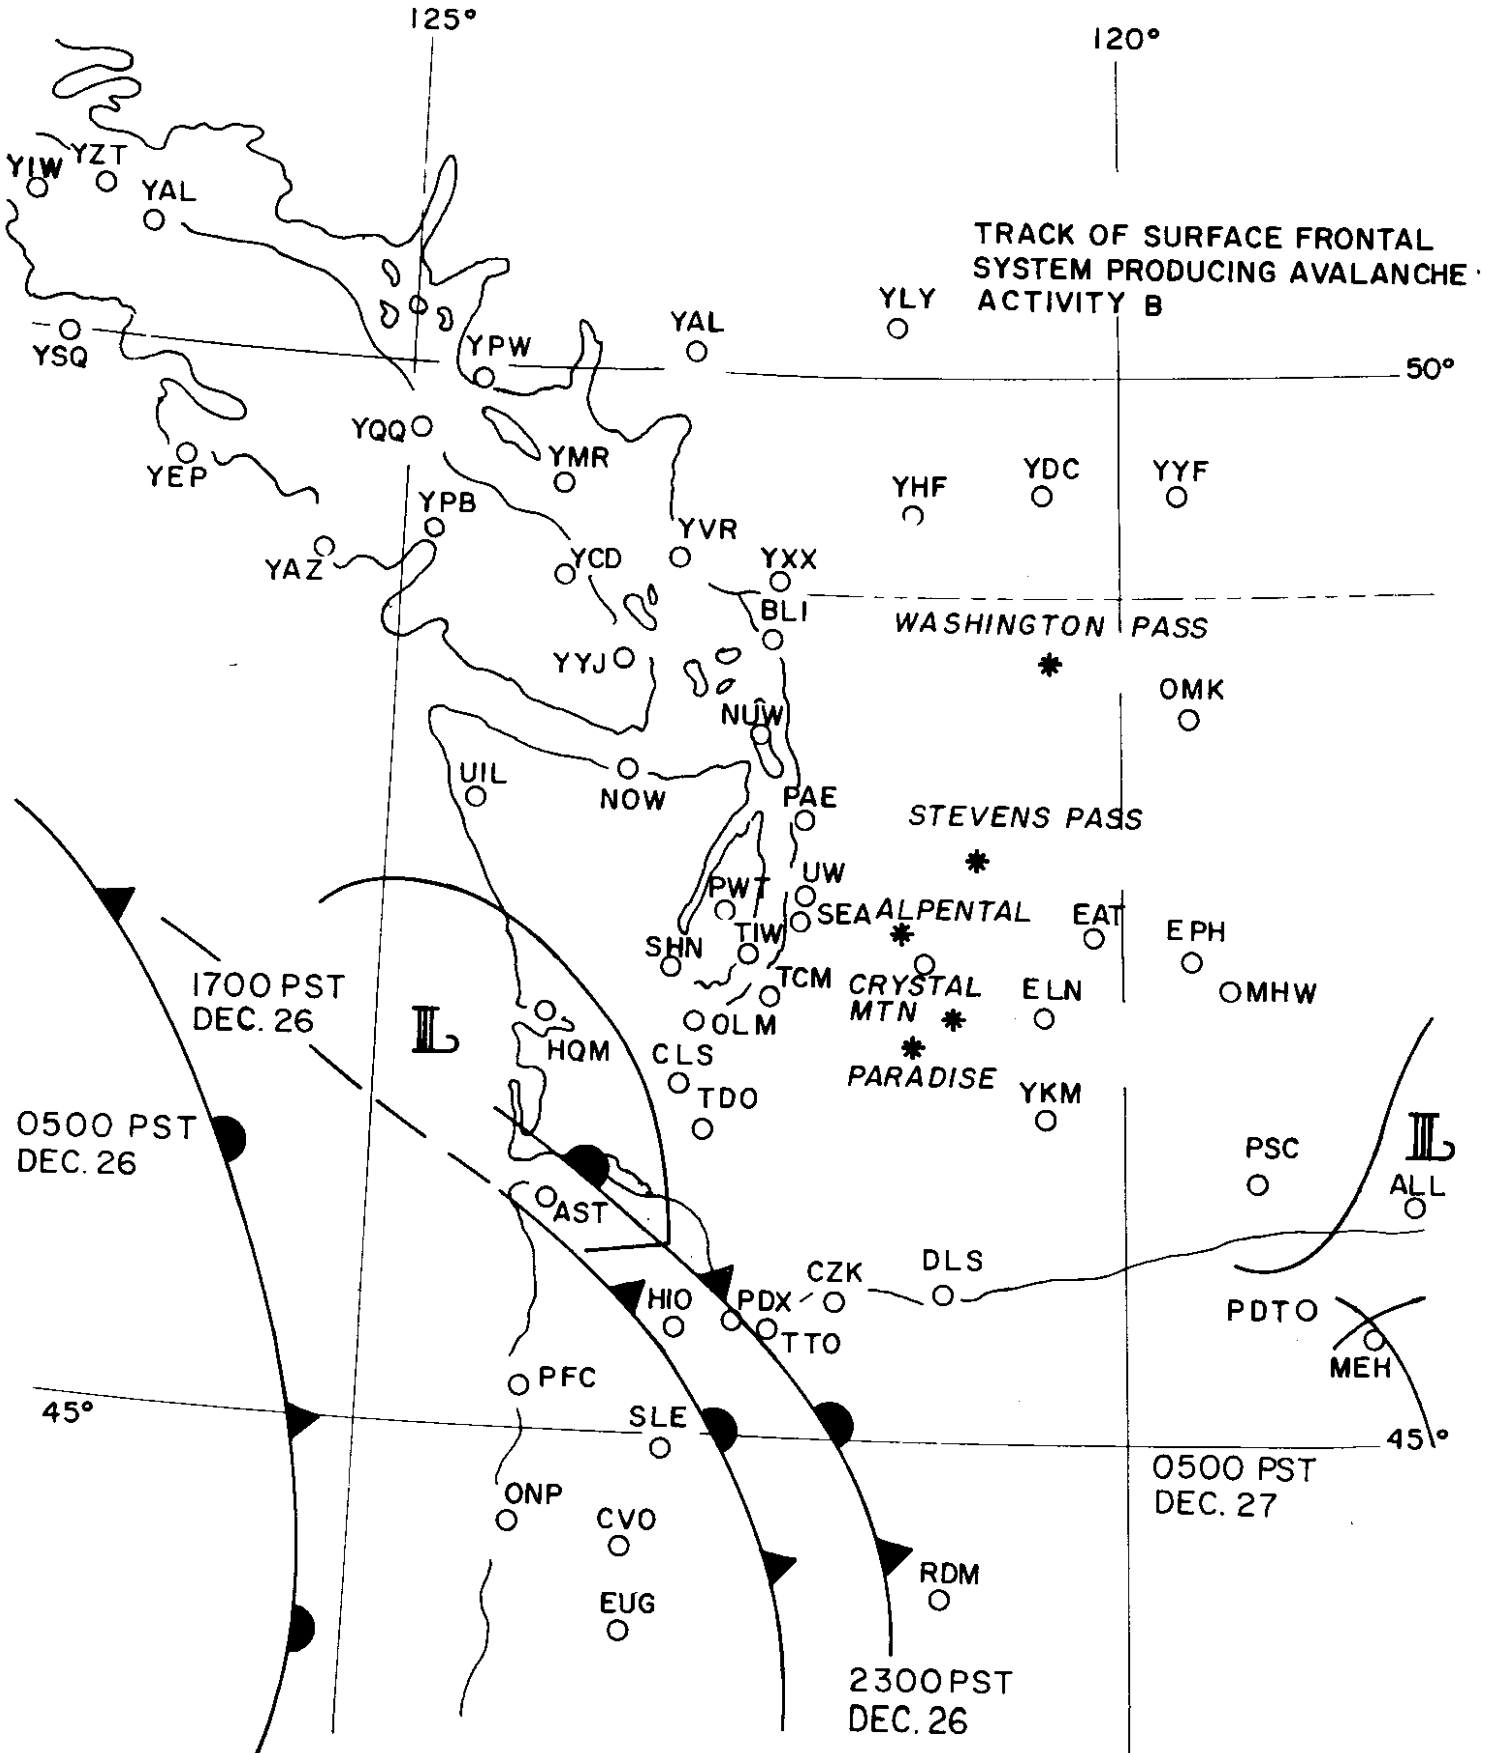 125°
120°
YIW
YZT
YAL
TRACK OF SURFACE FRONTAL
SYSTEM PRODUCING AVALANCHE
ACTIVITY B
YLY
YAL
YSQ
YPW
50°
YQQ
YEP
YMR
YHF
YDC
YYF
YPB
YVR
YAZ
YCD
YXX
BLI
WASHINGTON PASS
YYJ
OMK
NUW
UIL
NOW
PAE
STEVENS PASS
UW
PWT
SEA
ALPENTAL
EAT
EPH
SHN
TIW
TCM
CRYSTAL
MTN
ELN
MHW
1700 PST
DEC. 26
L
OLM
HQM
CLS
PARADISE
TDO
YKM
0500 PST
DEC. 26
PSC
L
ALL
AST
CZK
DLS
HIO
PDX
TTO
PDT
MEH
PFC
45°
SLE
45°
0500 PST
DEC. 27
ONP
CVO
RDM
EUG
2300 PST
DEC. 26